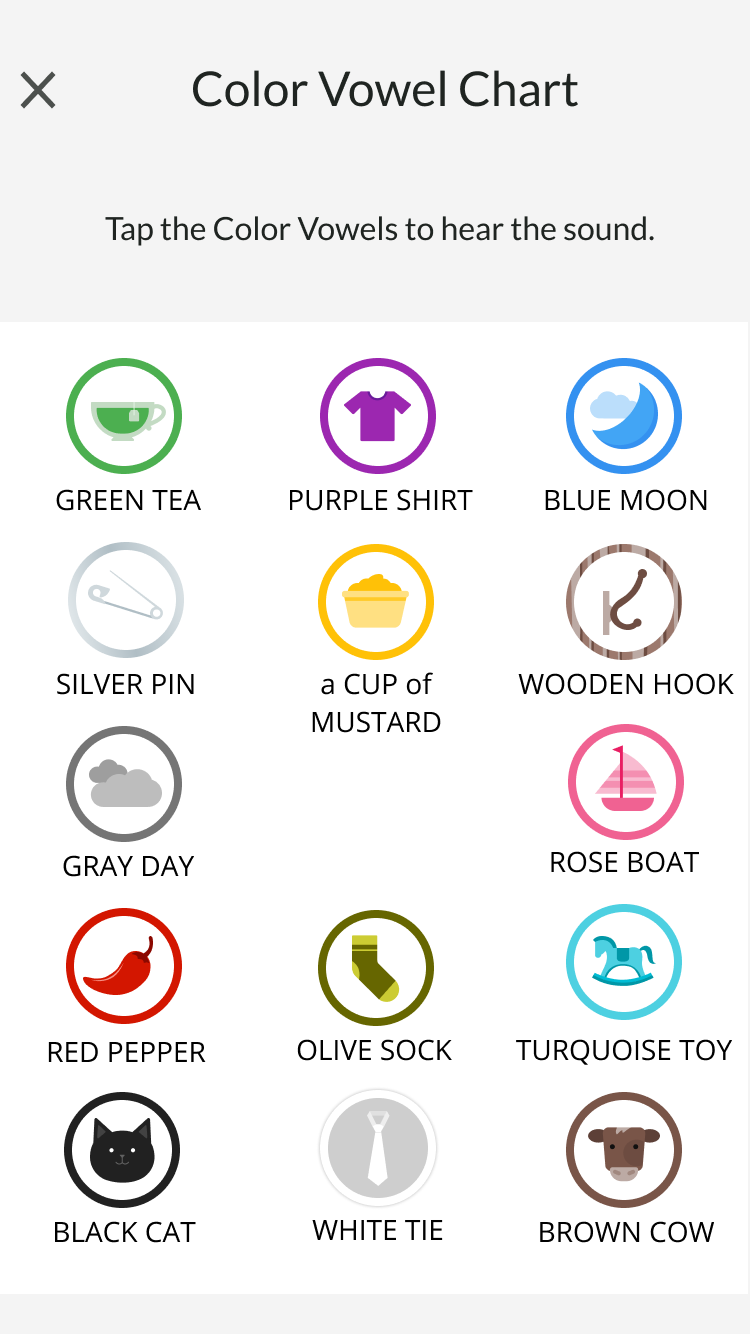 Color Vowel Chart
Tap the Color Vowels to hear the sound.
GREEN TEA
PURPLE SHIRT
BLUE MOON
SILVER PIN
a CUP of
MUSTARD
WOODEN HOOK
GRAY DAY
ROSE BOAT
RED PEPPER
OLIVE SOCK
TURQUOISE TOY
BLACK CAT
WHITE TIE
BROWN COW